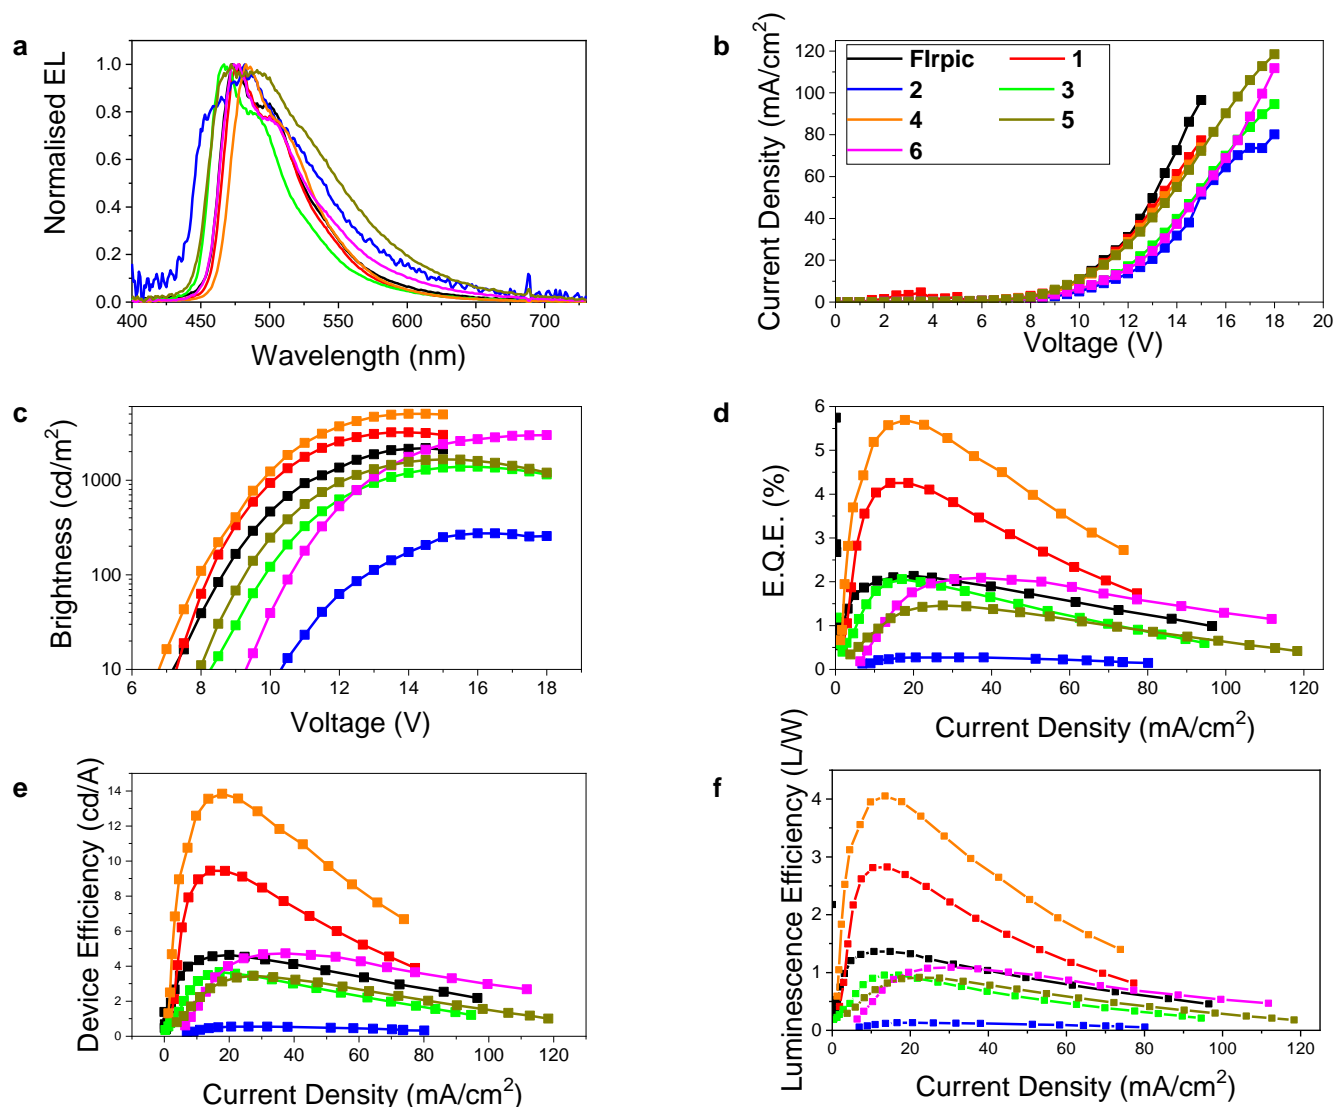 a
Normalised EL
1.0
0.8
0.6
0.4
0.2
0.0
400 450 500 550 600 650 700
Wavelength (nm)
b
Current Density (mA/cm²)
120
100
80
60
40
20
0
0 2 4 6 8 10 12 14 16 18 20
Voltage (V)
FIrpic 1
2 3
4 5
6
c
Brightness (cd/m²)
1000
100
10
6 8 10 12 14 16 18
Voltage (V)
d
E.Q.E. (%)
6
5
4
3
2
1
0
0 20 40 60 80 100 120
Current Density (mA/cm²)
e
Device Efficiency (cd/A)
14
12
10
8
6
4
2
0
0 20 40 60 80 100 120
Current Density (mA/cm²)
f
Luminescence Efficiency (L/W)
4
3
2
1
0
0 20 40 60 80 100 120
Current Density (mA/cm²)